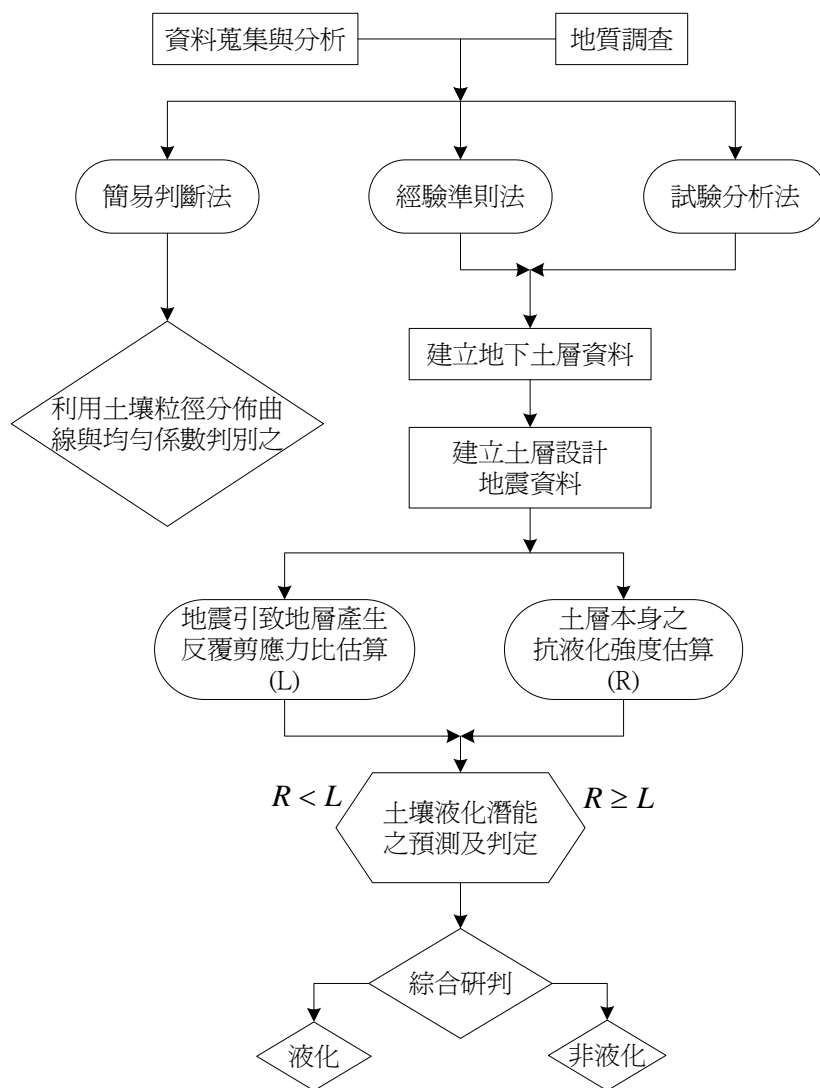 資料蒐集與分析
地質調查
簡易判斷法
經驗準則法
試驗分析法
建立地下土層資料
利用土壤粒徑分佈曲
線與均勻係數判別之
建立土層設計
地震資料
地震引致地層產生
反覆剪應力比估算
(L)
土層本身之
抗液化強度估算
(R)
R < L
R ≥ L
土壤液化潛能
之預測及判定
綜合研判
液化
非液化